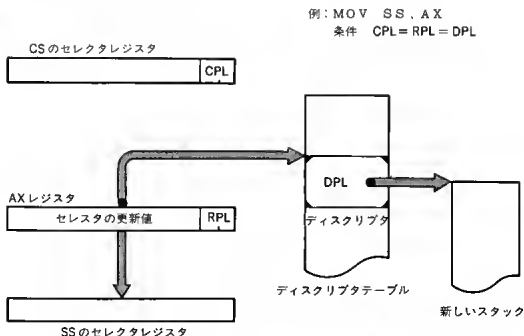 例：MOV SS，AX
条件 CPL＝RPL＝DPL
CSのセレクタレジスタ
CPL
DPL
AXレジスタ
セレスタの更新値 RPL
ディスクリプタ
ディスクリプタテーブル
新しいスタック
SSのセレクタレジスタ